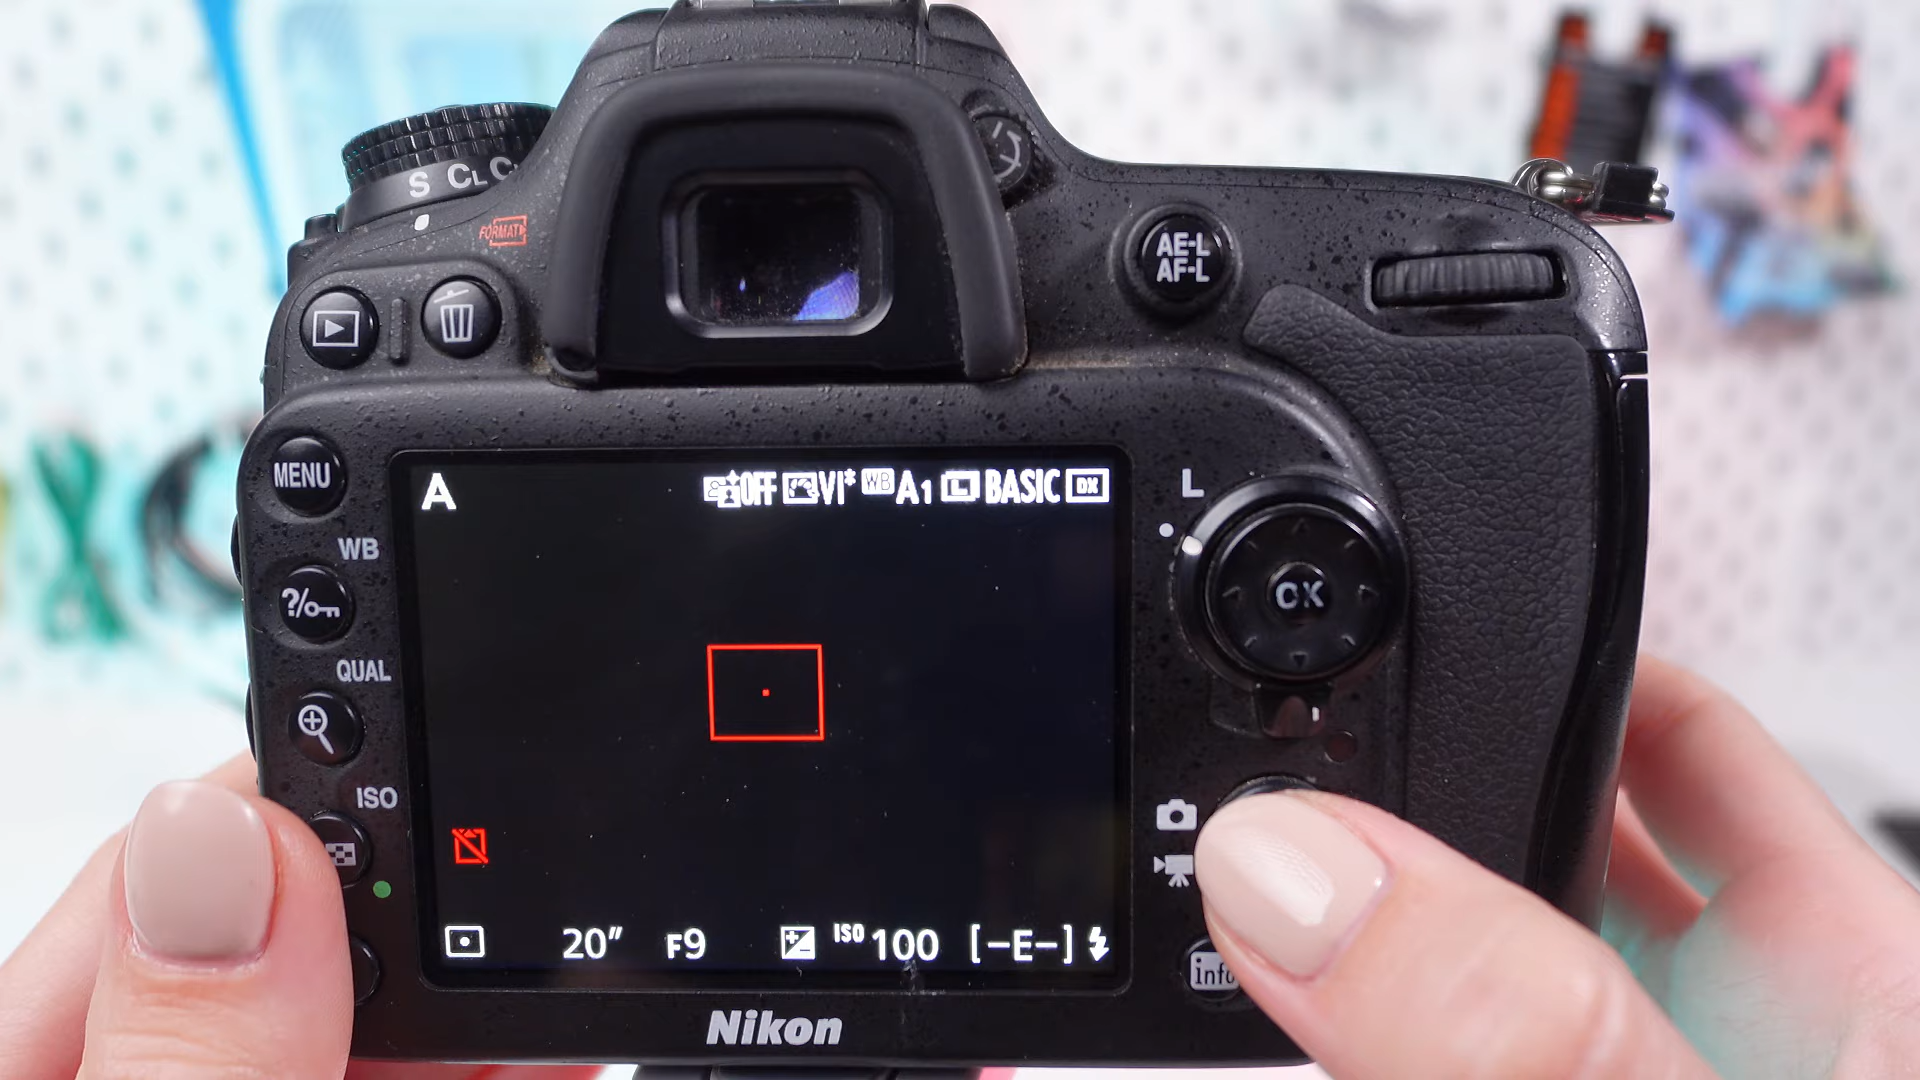 S CL C
FORMAT
AE-L
AF-L
MENU
WB
?/
QUAL
ISO
A
OFF VI* WB A1 L BASIC DX
20" F9 ISO 100 [-E-]
L
OK
info
Nikon